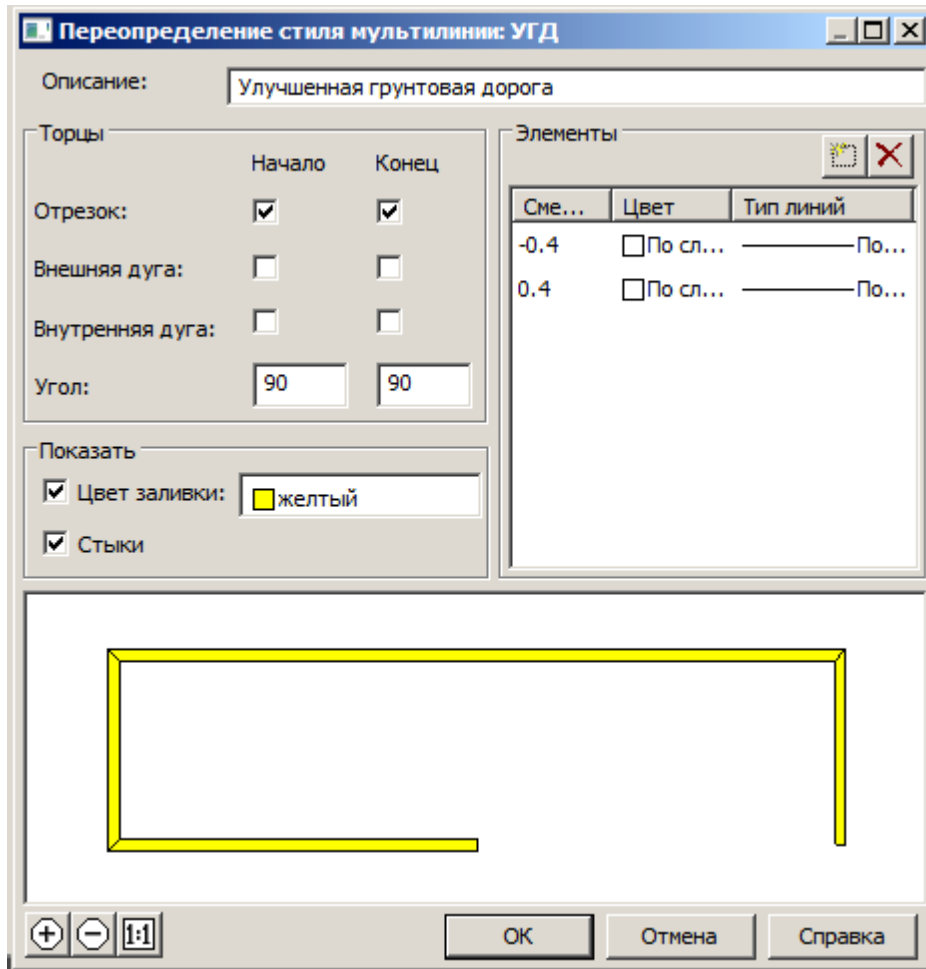 Переопределение стиля мультилинии: УГД
Описание: Улучшенная грунтовая дорога
Торцы
Начало Конец
Отрезок:
Внешняя дуга:
Внутренняя дуга:
Угол: 90 90
Показать
Цвет заливки: желтый
Стыки
Элементы
Сме... Цвет Тип линий
-0.4 По сл... По...
0.4 По сл... По...
1:1 ОК Отмена Справка